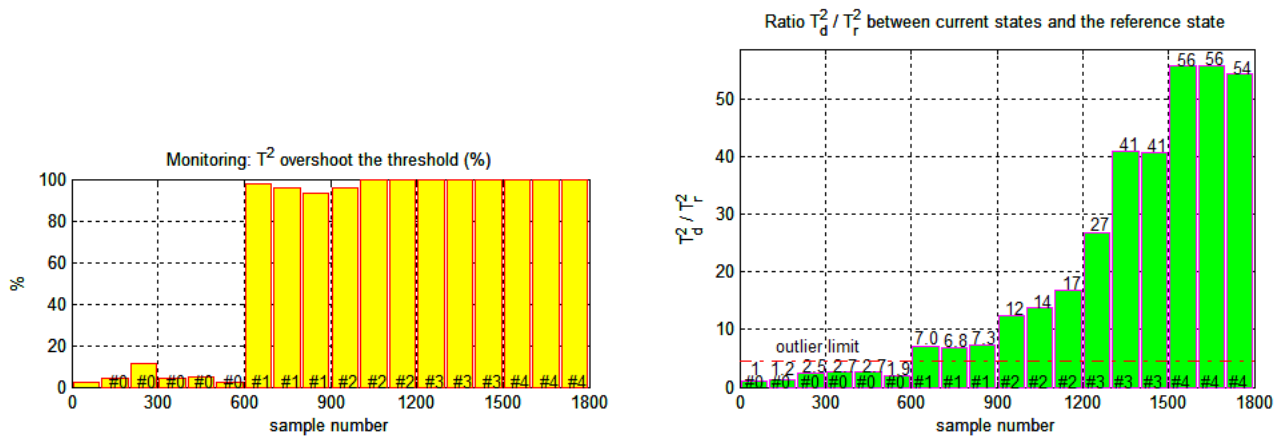 Monitoring: T2 overshoot the threshold (%)
100
80
60
40
20
0
%
#0 #0 #0 #0 #0 #1 #1 #1 #2 #2 #2 #3 #3 #3 #4 #4 #4
0 300 600 900 1200 1500 1800
sample number
Ratio Td2 / Tr2 between current states and the reference state
50
40
30
20
10
0
Td2 / Tr2
outlier limit
1 1.2 2.5 2.7 2.7 1.9 7.0 6.8 7.3 12 14 17 27 41 41 56 56 54
#0 #0 #0 #0 #0 #0 #1 #1 #1 #2 #2 #2 #3 #3 #3 #4 #4 #4
0 300 600 900 1200 1500 1800
sample number